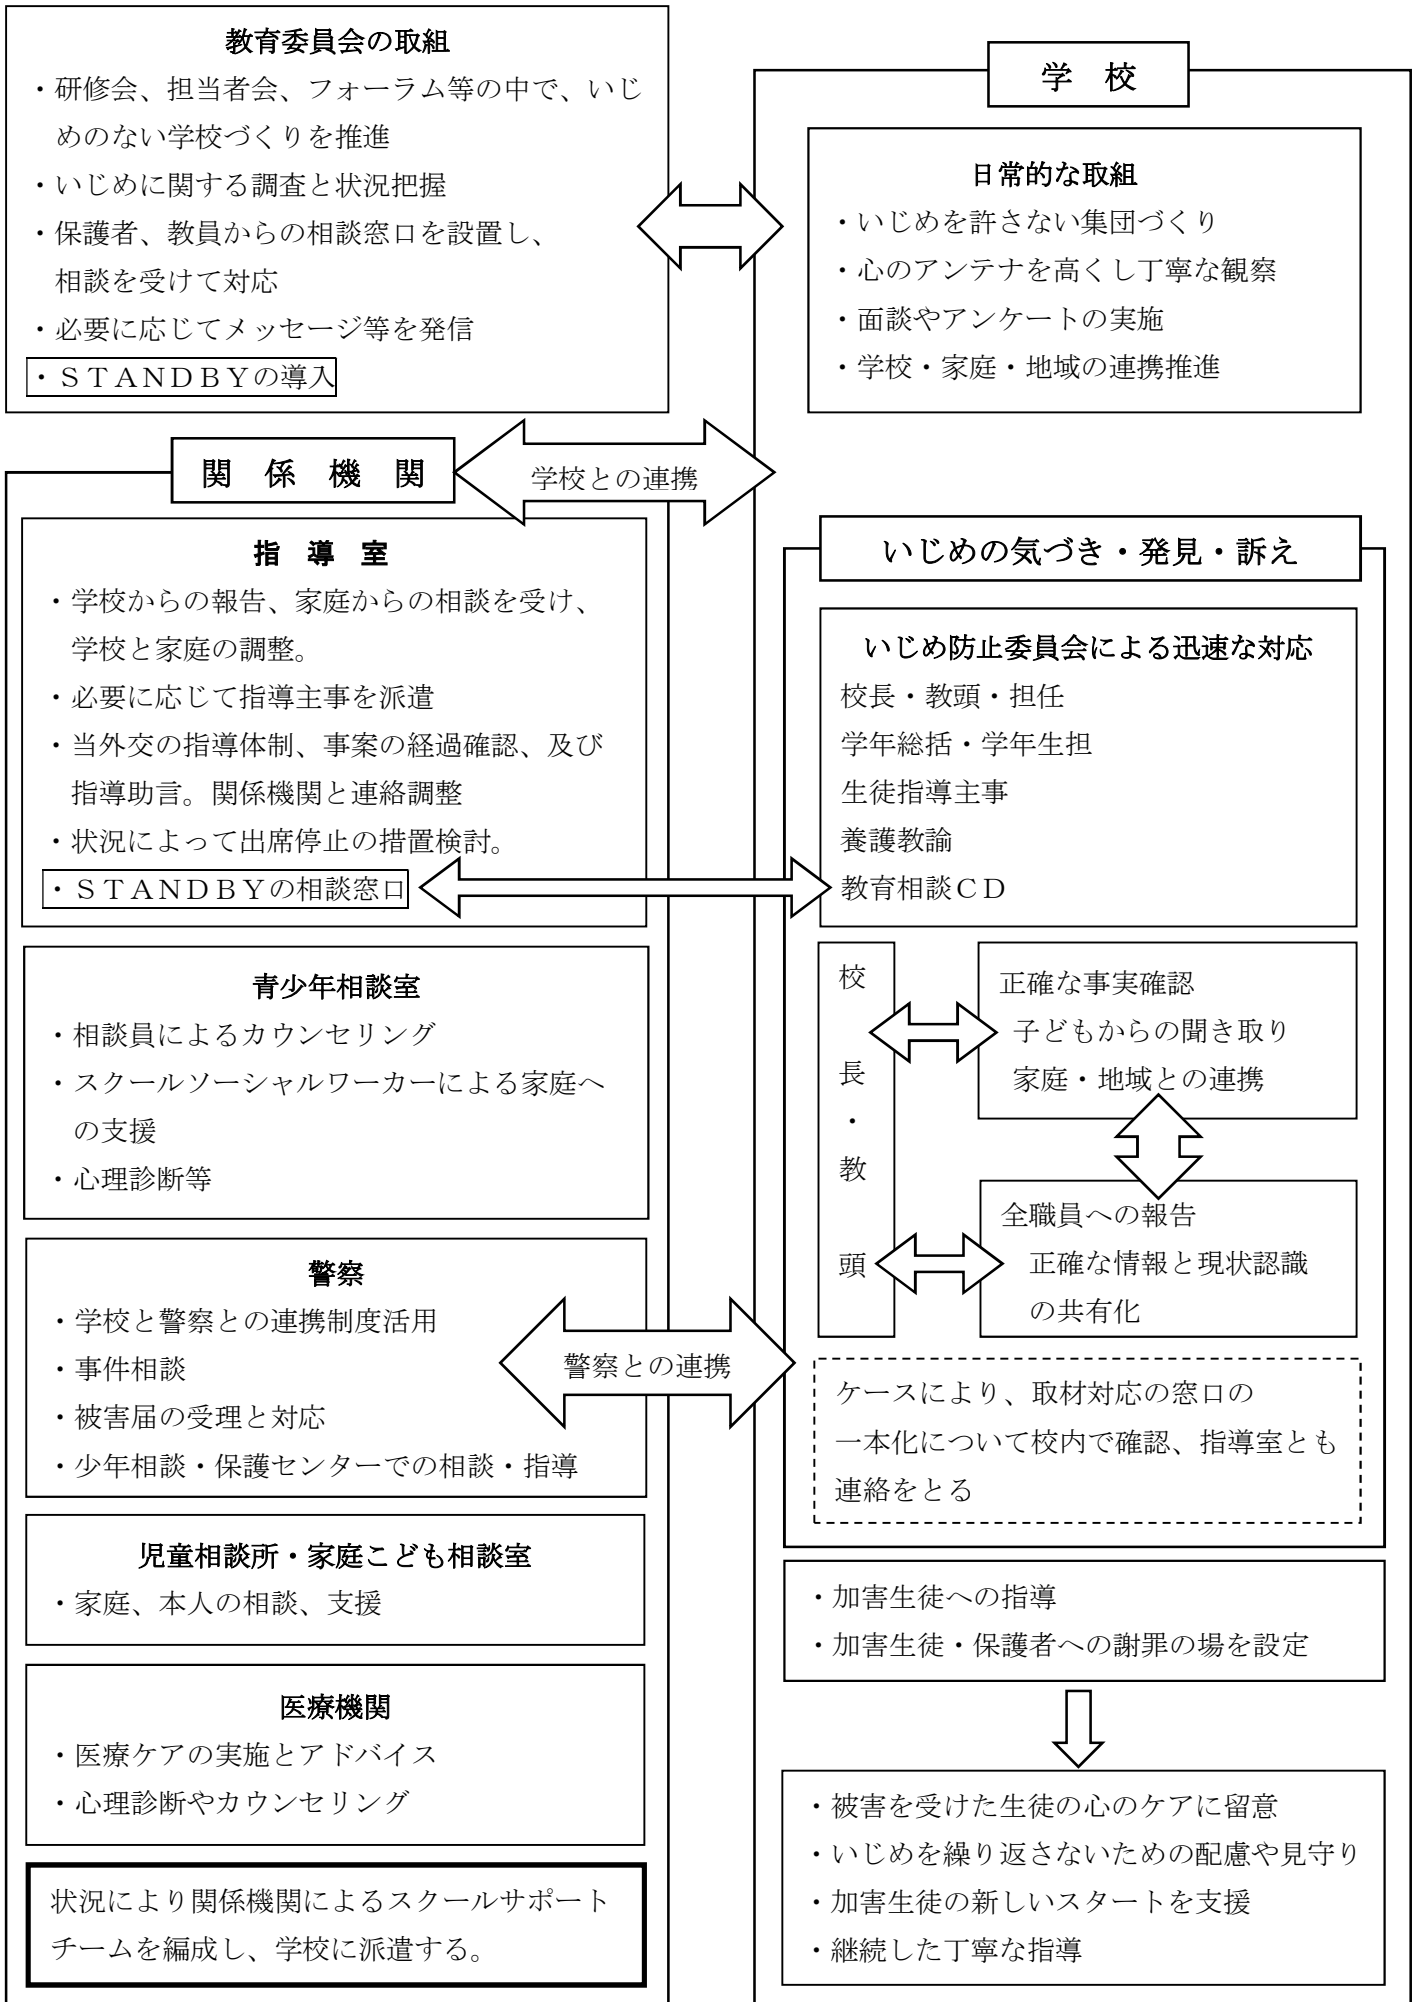 教育委員会の取組
・研修会、担当者会、フォーラム等の中で、いじ
めのない学校づくりを推進
・いじめに関する調査と状況把握
・保護者、教員からの相談窓口を設置し、
相談を受けて対応
・必要に応じてメッセージ等を発信
・ＳＴＡＮＤＢＹの導入
学　校
日常的な取組
・いじめを許さない集団づくり
・心のアンテナを高くし丁寧な観察
・面談やアンケートの実施
・学校・家庭・地域の連携推進
関　係　機　関
学校との連携
指　導　室
・学校からの報告、家庭からの相談を受け、
学校と家庭の調整。
・必要に応じて指導主事を派遣
・当外交の指導体制、事案の経過確認、及び
指導助言。関係機関と連絡調整
・状況によって出席停止の措置検討。
・ＳＴＡＮＤＢＹの相談窓口
青少年相談室
・相談員によるカウンセリング
・スクールソーシャルワーカーによる家庭へ
の支援
・心理診断等
警察
・学校と警察との連携制度活用
・事件相談
・被害届の受理と対応
・少年相談・保護センターでの相談・指導
警察との連携
児童相談所・家庭こども相談室
・家庭、本人の相談、支援
医療機関
・医療ケアの実施とアドバイス
・心理診断やカウンセリング
状況により関係機関によるスクールサポート
チームを編成し、学校に派遣する。
いじめの気づき・発見・訴え
いじめ防止委員会による迅速な対応
校長・教頭・担任
学年総括・学年生担
生徒指導主事
養護教諭
教育相談ＣＤ
校長・教頭
正確な事実確認
子どもからの聞き取り
家庭・地域との連携
全職員への報告
正確な情報と現状認識
の共有化
ケースにより、取材対応の窓口の
一本化について校内で確認、指導室とも
連絡をとる
・加害生徒への指導
・加害生徒・保護者への謝罪の場を設定
・被害を受けた生徒の心のケアに留意
・いじめを繰り返さないための配慮や見守り
・加害生徒の新しいスタートを支援
・継続した丁寧な指導